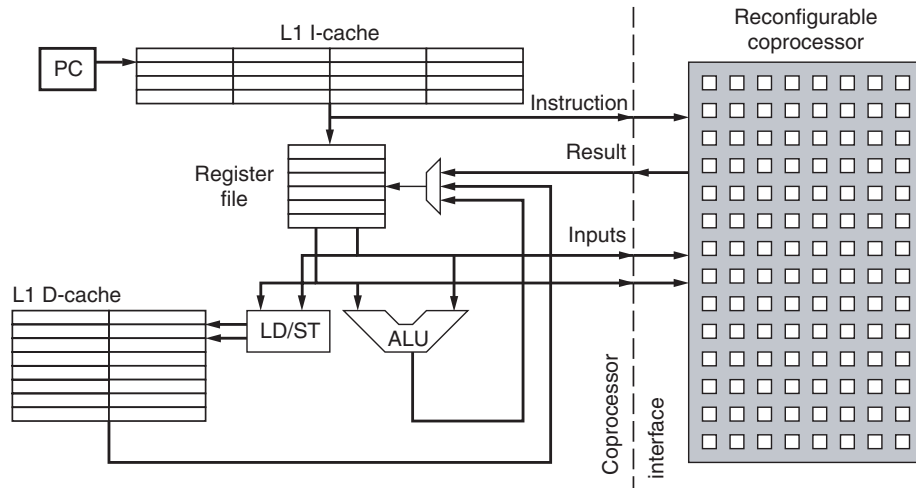 L1 I-cache
Reconfigurable
coprocessor
PC
Instruction
Register
file
Result
Inputs
L1 D-cache
LD/ST
ALU
Coprocessor
interface